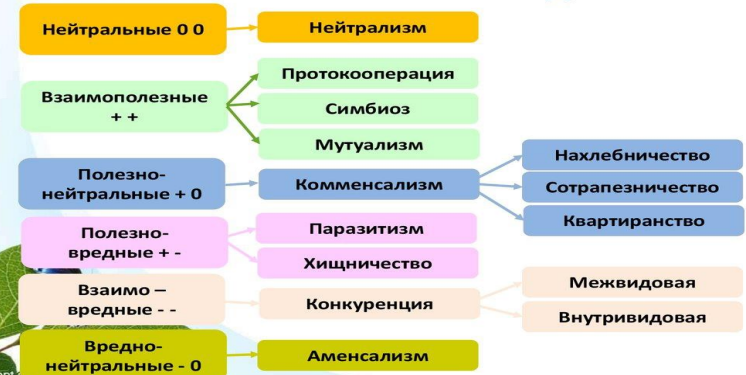 Нейтральные 0 0
Нейтрализм
Взаимополезные
+ +
Протокооперация
Симбиоз
Мутуализм
Полезно-
нейтральные + 0
Комменсализм
Нахлебничество
Сотрапезничество
Квартиранство
Полезно-
вредные + -
Паразитизм
Хищничество
Взаимо –
вредные - -
Конкуренция
Межвидовая
Внутривидовая
Вредно-
нейтральные - 0
Аменсализм